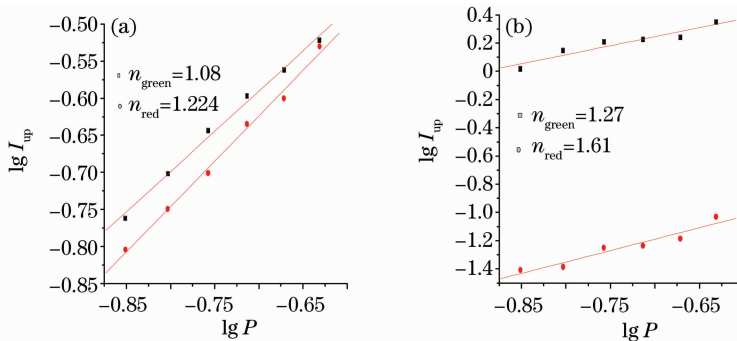 (a)
n_green=1.08
n_red=1.224
lg I_up
−0.50
−0.55
−0.60
−0.65
−0.70
−0.75
−0.80
−0.85
−0.85
−0.75
−0.65
lg P
(b)
n_green=1.27
n_red=1.61
lg I_up
0.4
0.2
0
−0.2
−0.4
−0.6
−0.8
−1.0
−1.2
−1.4
−0.85
−0.75
−0.65
lg P